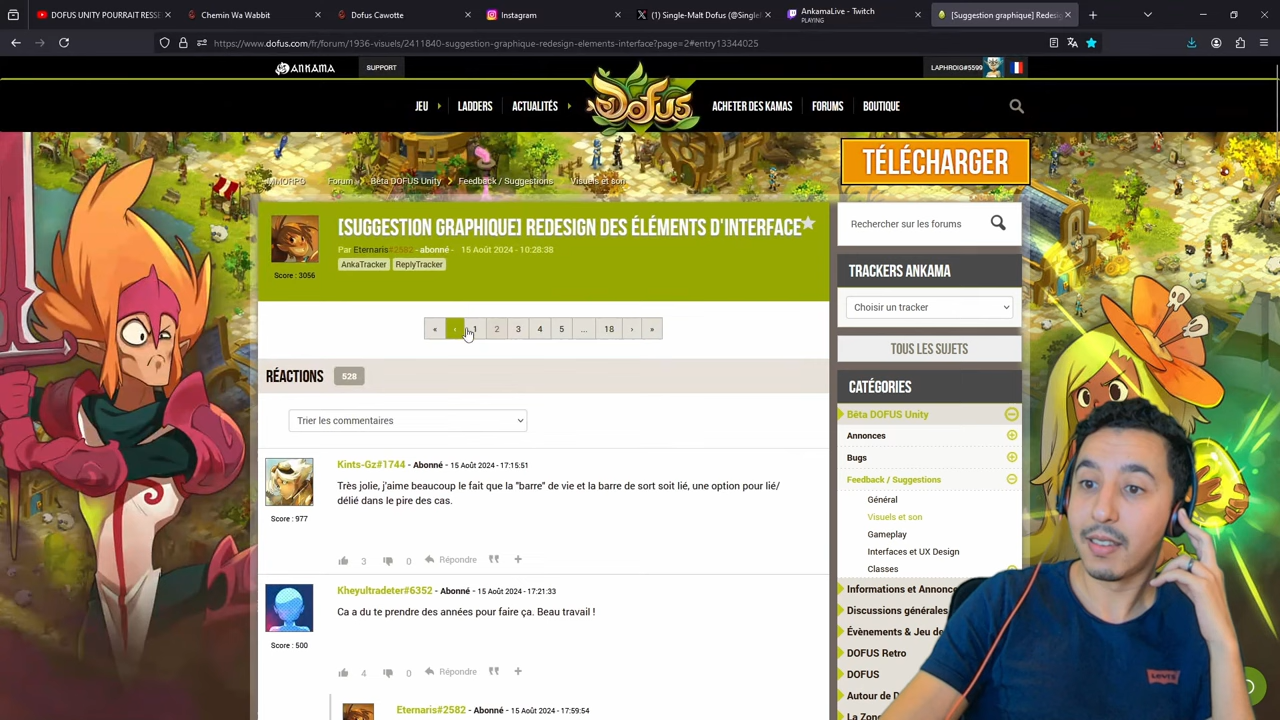 DOFUS UNITY POURRAIT RESSE
Chemin Wa Wabbit
Dofus Cawotte
Instagram
(1) Single-Malt Dofus (@Single
AnkamaLive - Twitch
PLAYING
[Suggestion graphique] Redesig
https://www.dofus.com/fr/forum/1936-visuels/2411840-suggestion-graphique-redesign-elements-interface?page=2#entry13344025
ANKAMA
SUPPORT
LAPHROIG#5599
JEU
LADDERS
ACTUALITÉS
DOFUS
ACHETER DES KAMAS
FORUMS
BOUTIQUE
TÉLÉCHARGER
MMORPG
Forum
Bêta DOFUS Unity
Feedback / Suggestions
Visuels et son
[SUGGESTION GRAPHIQUE] REDESIGN DES ÉLÉMENTS D'INTERFACE
Par Eternaris#2582 - abonné - 15 Août 2024 - 10:28:38
AnkaTracker
ReplyTracker
Score : 3056
« ‹ 1 2 3 4 5 ... 18 › »
RÉACTIONS 528
Trier les commentaires
Kints-Gz#1744 - Abonné - 15 Août 2024 - 17:15:51
Très jolie, j'aime beaucoup le fait que la "barre" de vie et la barre de sort soit lié, une option pour lié/
délié dans le pire des cas.
Score : 977
3
0
Répondre
Kheyultradeter#6352 - Abonné - 15 Août 2024 - 17:21:33
Ca a du te prendre des années pour faire ça. Beau travail !
Score : 500
4
0
Répondre
Eternaris#2582 - Abonné - 15 Août 2024 - 17:59:54
Rechercher sur les forums
TRACKERS ANKAMA
Choisir un tracker
TOUS LES SUJETS
CATÉGORIES
Bêta DOFUS Unity
Annonces
Bugs
Feedback / Suggestions
Général
Visuels et son
Gameplay
Interfaces et UX Design
Classes
Informations et Annonc
Discussions générales
Évènements & Jeu de
DOFUS Retro
DOFUS
Autour de D
La Zon